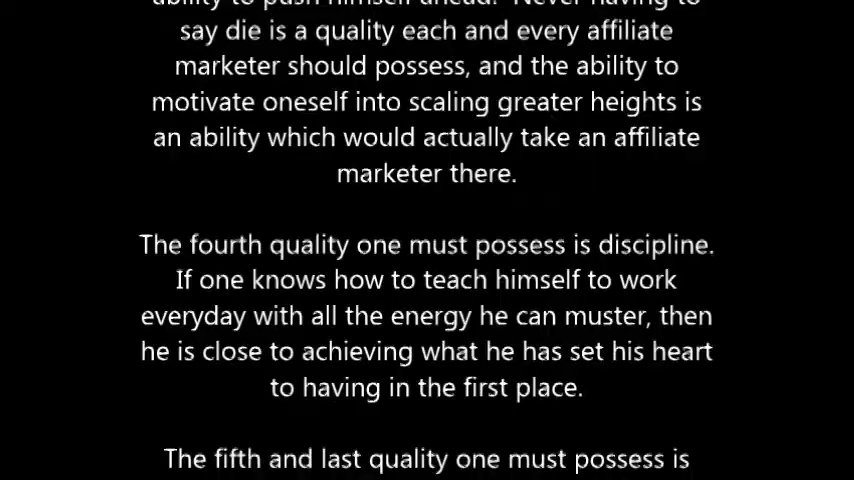 ability to push himself ahead. Never having to
say die is a quality each and every affiliate
marketer should possess, and the ability to
motivate oneself into scaling greater heights is
an ability which would actually take an affiliate
marketer there.
The fourth quality one must possess is discipline.
If one knows how to teach himself to work
everyday with all the energy he can muster, then
he is close to achieving what he has set his heart
to having in the first place.
The fifth and last quality one must possess is